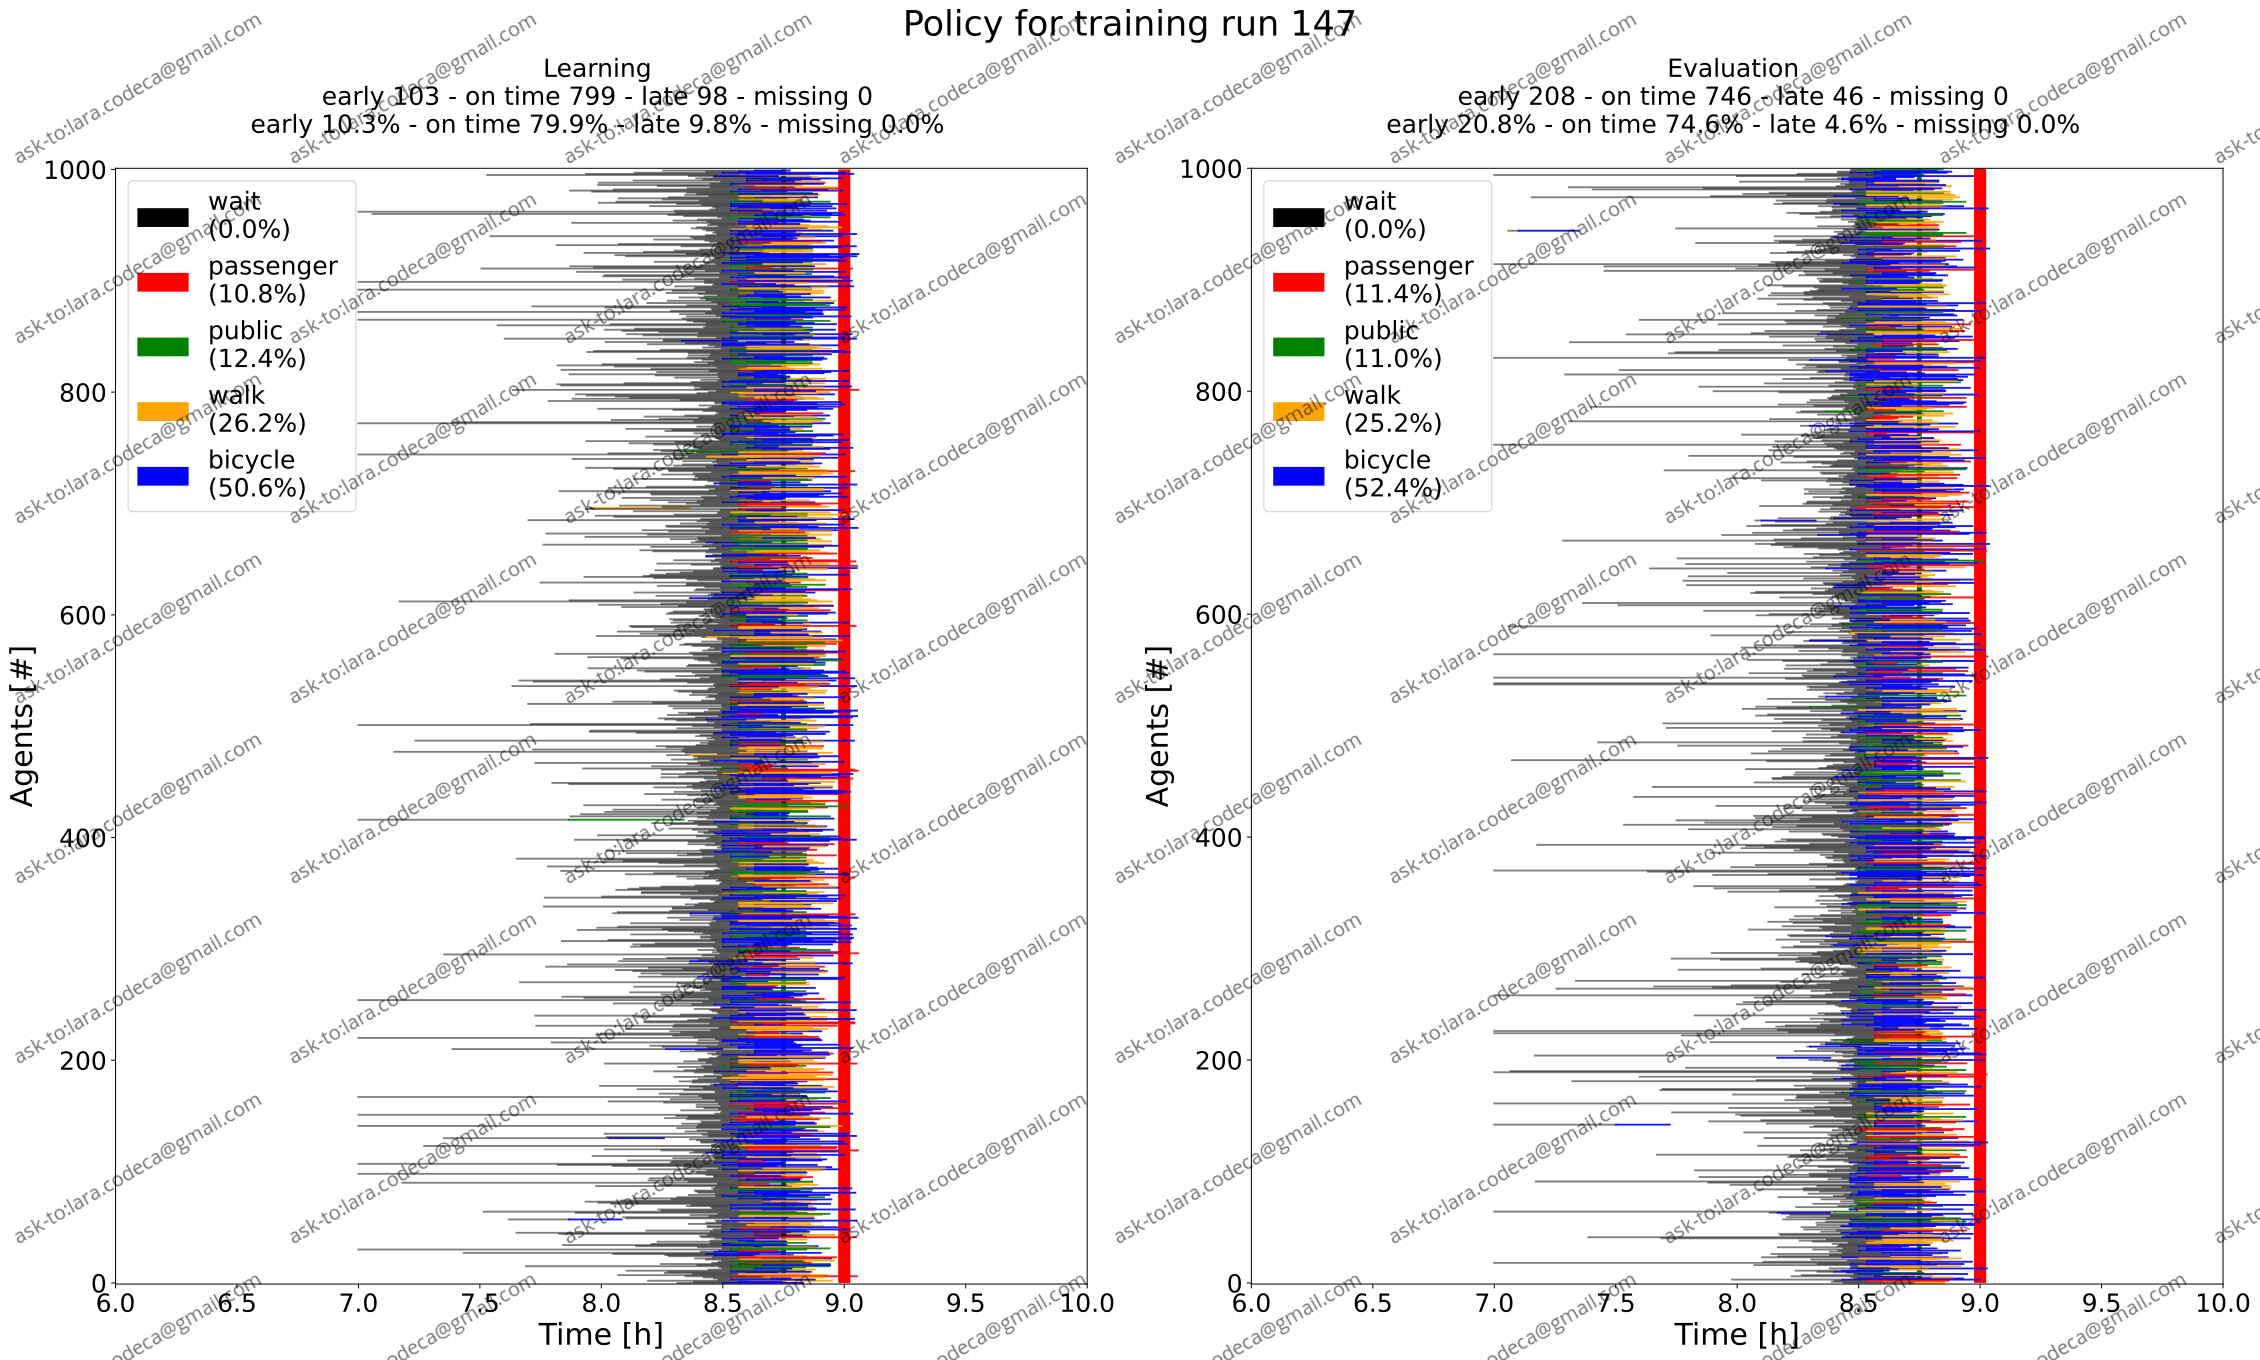 Policy for training run 147
Learning
early 103 - on time 799 - late 98 - missing 0
early 10.3% - on time 79.9% - late 9.8% - missing 0.0%
1000
800
600
400
200
0
Agents [#]
wait
(0.0%)
passenger
(10.8%)
public
(12.4%)
walk
(26.2%)
bicycle
(50.6%)
6.0 6.5 7.0 7.5 8.0 8.5 9.0 9.5 10.0
Time [h]
Evaluation
early 208 - on time 746 - late 46 - missing 0
early 20.8% - on time 74.6% - late 4.6% - missing 0.0%
1000
800
600
400
200
0
Agents [#]
wait
(0.0%)
passenger
(11.4%)
public
(11.0%)
walk
(25.2%)
bicycle
(52.4%)
6.0 6.5 7.0 7.5 8.0 8.5 9.0 9.5 10.0
Time [h]
ask-to:lara.codeca@gmail.com